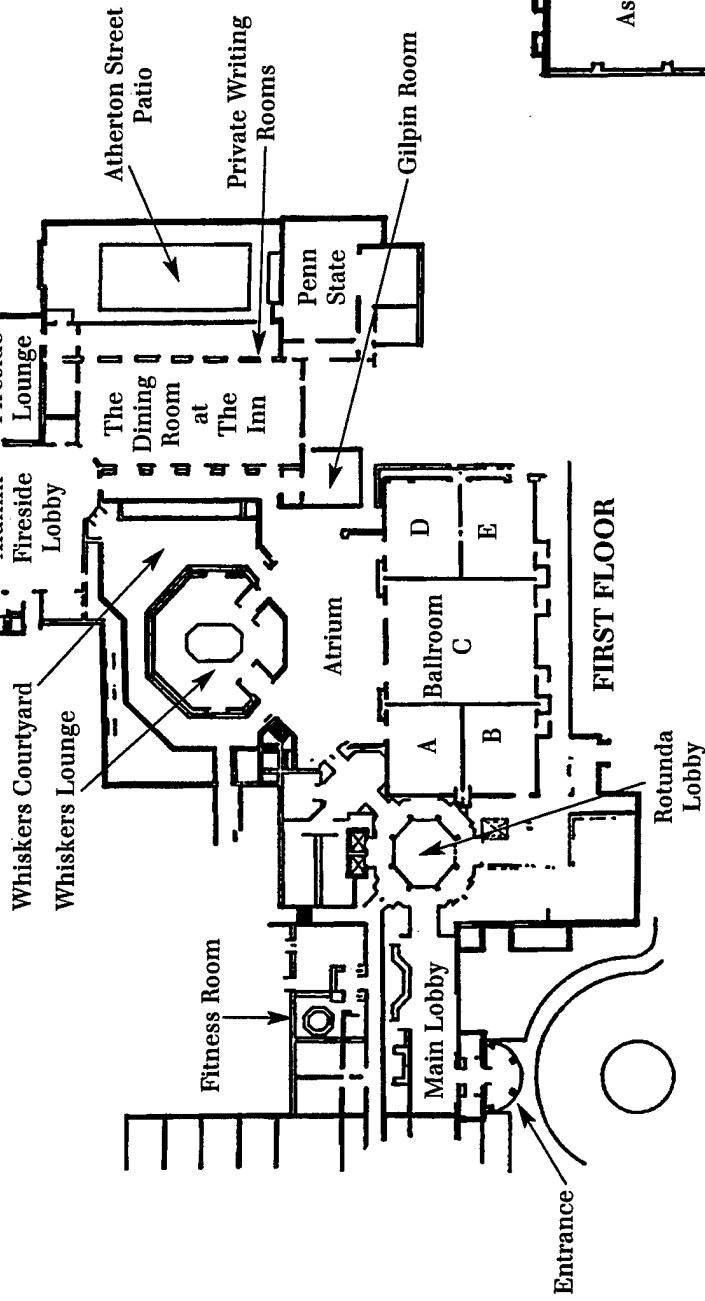 Whiskers Courtyard
Whiskers Lounge
Fireside
Lobby
Lounge
Atherton Street
Patio
The
Dining
Room
at
The
Inn
Private Writing
Rooms
Fitness Room
Penn
State
Atrium
Gilpin Room
Main Lobby
A
B
Ballroom
C
D
E
Entrance
Rotunda
Lobby
FIRST FLOOR